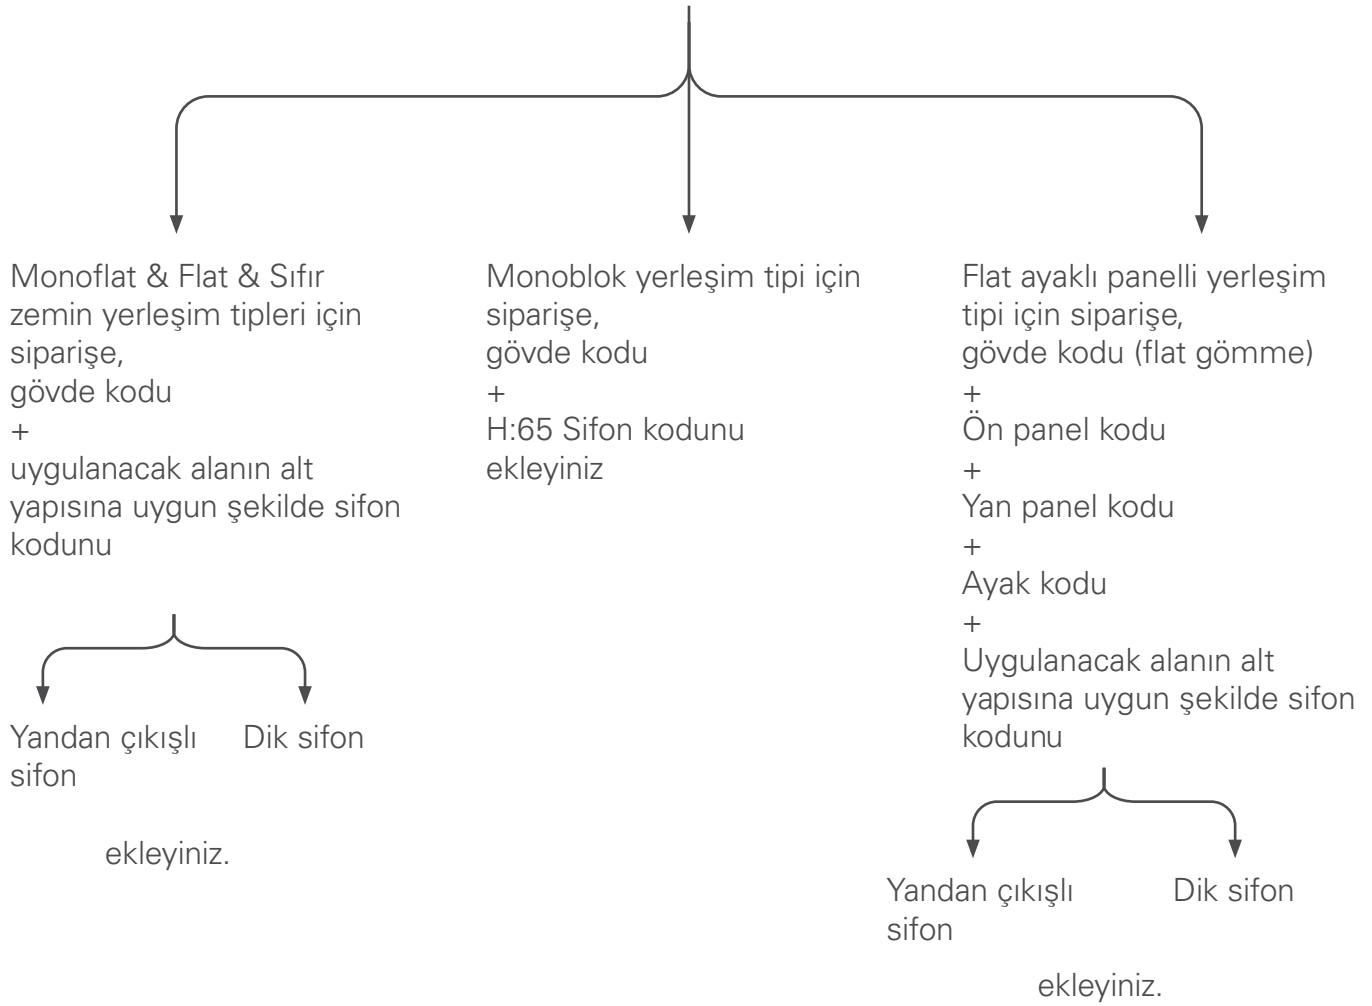 Monoflat & Flat & Sıfır
zemin yerleşim tipleri için
siparişe,
gövde kodu
+
uygulanacak alanın alt
yapısına uygun şekilde sifon
kodunu
Yandan çıkışlı
sifon
Dik sifon
ekleyiniz.
Monoblok yerleşim tipi için
siparişe,
gövde kodu
+
H:65 Sifon kodunu
ekleyiniz
Flat ayaklı panelli yerleşim
tipi için siparişe,
gövde kodu (flat gömme)
+
Ön panel kodu
+
Yan panel kodu
+
Ayak kodu
+
Uygulanacak alanın alt
yapısına uygun şekilde sifon
kodunu
Yandan çıkışlı
sifon
Dik sifon
ekleyiniz.